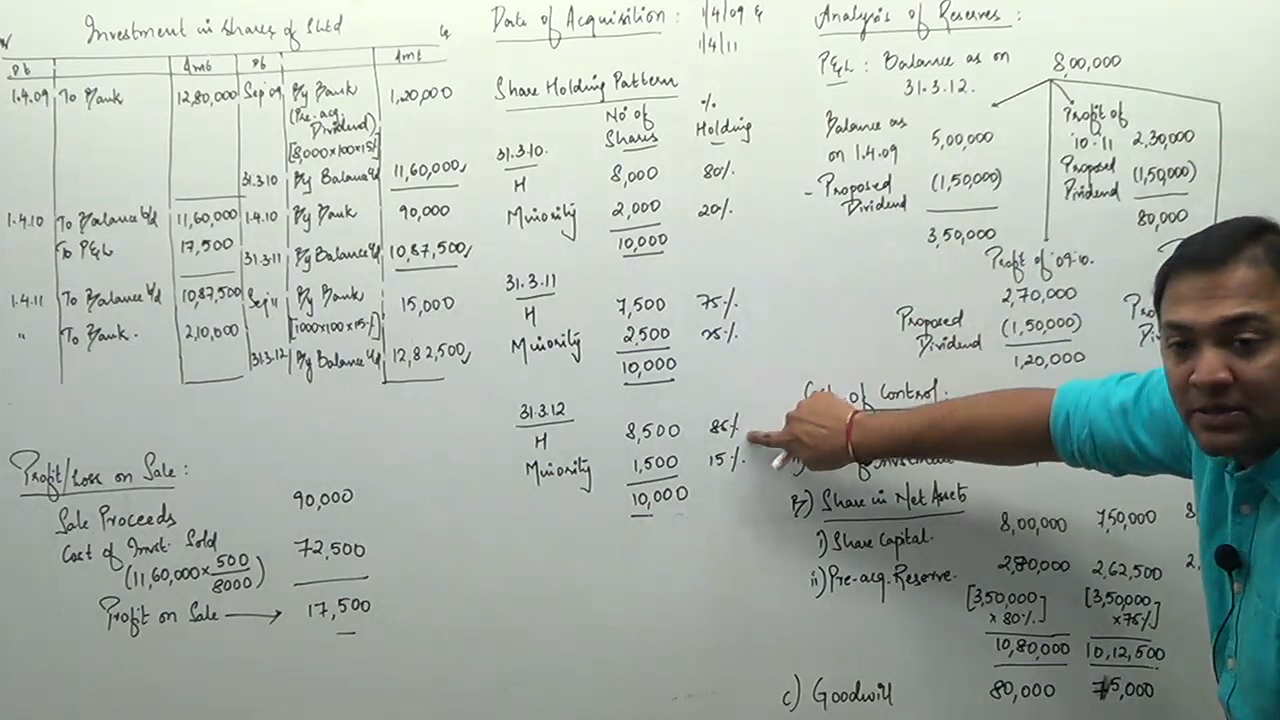 Investment in shares of SLtd
Dt Amt Dt Amt
1.4.09 To Bank 12,80,000 Sep 09 By Bank 1,20,000
(Pre-acq.
Dividend)
[8,000x100x15%]
31.3.10 By Balance c/d 11,60,000
1.4.10 To Balance b/d 11,60,000 1.4.10 By Bank 90,000
To P&L 17,500
31.3.11 By Balance c/d 10,87,500
1.4.11 To Balance b/d 10,87,500 Sep 11 By Bank 15,000
" To Bank. 2,10,000 [1000x100x15%]
31.3.12 By Balance c/d 12,82,500
Profit/Loss on Sale :
Sale Proceeds 90,000
Cost of Invt. Sold 72,500
(11,60,000 x 500/8000)
Profit on Sale → 17,500
Date of Acquisition : 1/4/09 &
1/4/11
Share Holding Pattern
No of Shares % Holding
31.3.10.
H 8,000 80%
Minority 2,000 20%
10,000
31.3.11
H 7,500 75%
Minority 2,500 25%
10,000
31.3.12
H 8,500 85%
Minority 1,500 15%
10,000
Analysis of Reserves :
P&L : Balance as on 8,00,000
31.3.12.
Balance as 5,00,000
on 1.4.09
- Proposed (1,50,000)
Dividend
3,50,000
Profit of
'10-11 2,30,000
Proposed
Dividend (1,50,000)
80,000
Profit of '09-10.
2,70,000
Proposed (1,50,000)
Dividend
1,20,000
of Control.
B) Share in Net Assets
i) Share Capital. 8,00,000 7,50,000
ii) Pre-acq. Reserve. 2,80,000 2,62,500
[3,50,000 [3,50,000
x 80%] x 75%]
10,80,000 10,12,500
c) Goodwill 80,000 75,000